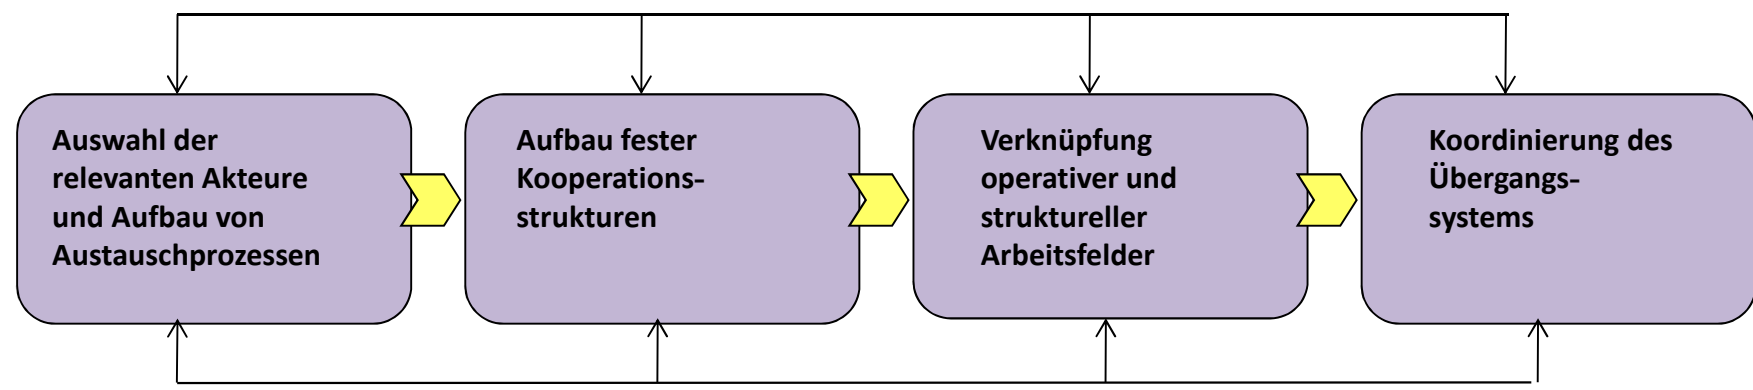 Auswahl der
relevanten Akteure
und Aufbau von
Austauschprozessen
Aufbau fester
Kooperations-
strukturen
Verknüpfung
operativer und
struktureller
Arbeitsfelder
Koordinierung des
Übergangs-
systems